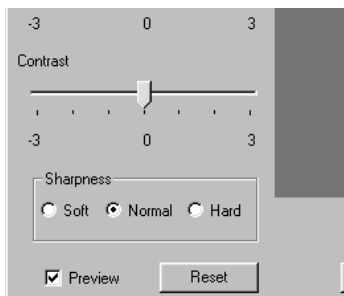 -3 0 3
Contrast
-3 0 3
Sharpness
Soft Normal Hard
Preview Reset